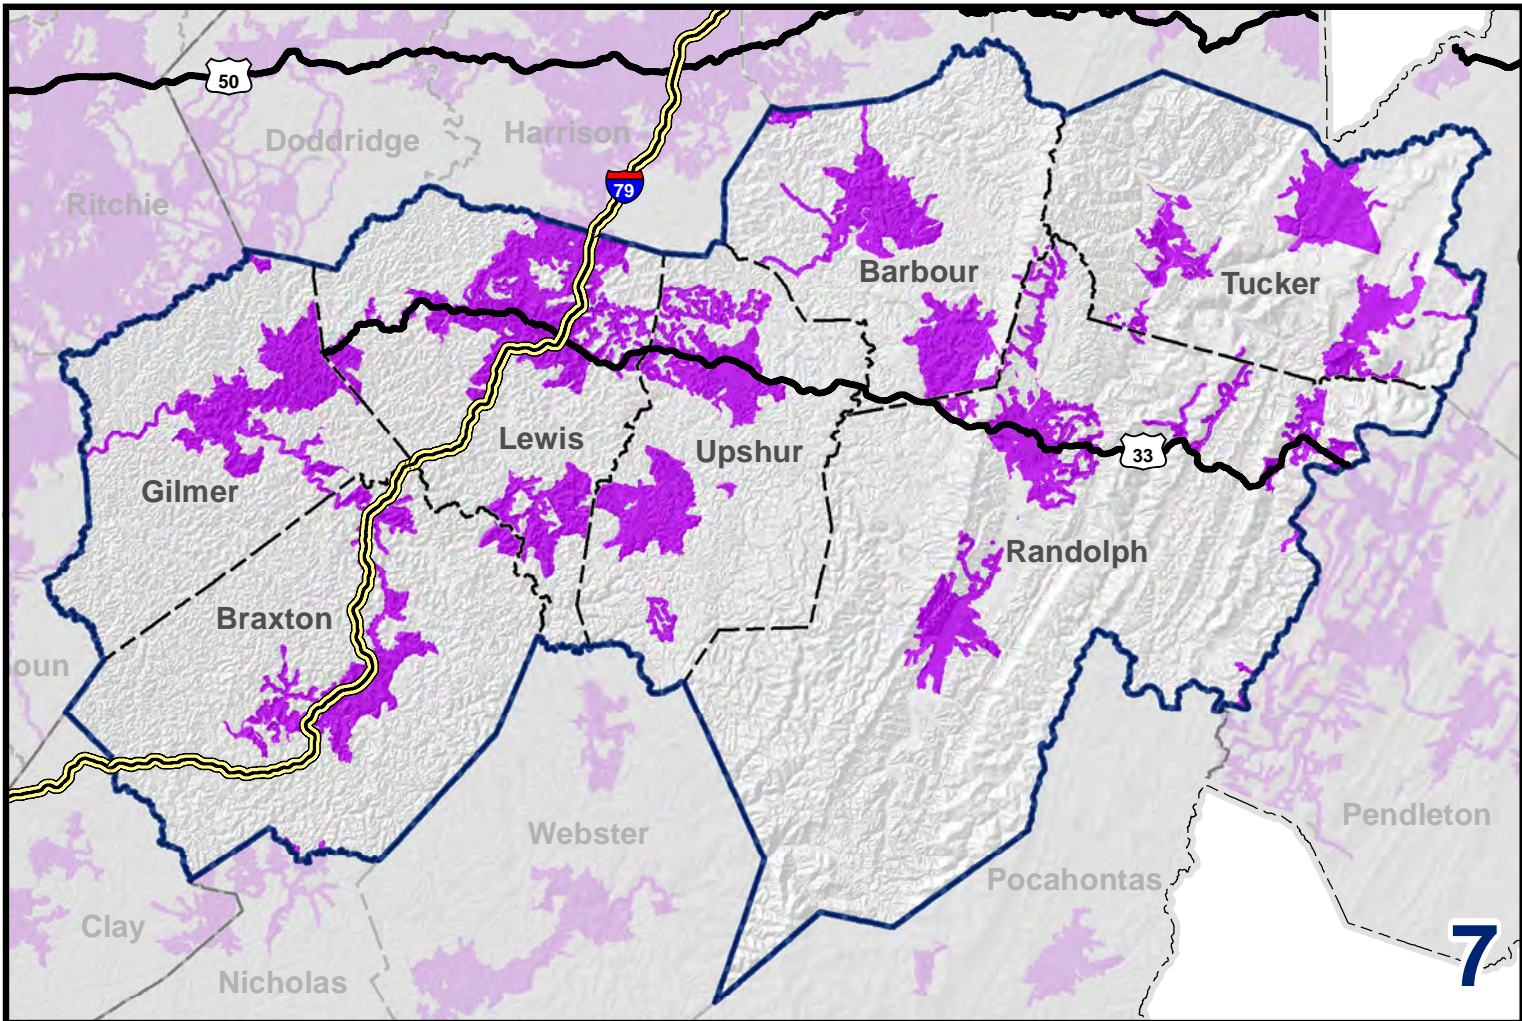 50
Doddridge
Harrison
79
Ritchie
Barbour
Tucker
Lewis
Upshur
33
Gilmer
Randolph
Braxton
oun
Webster
Pendleton
Pocahontas
Clay
7
Nicholas